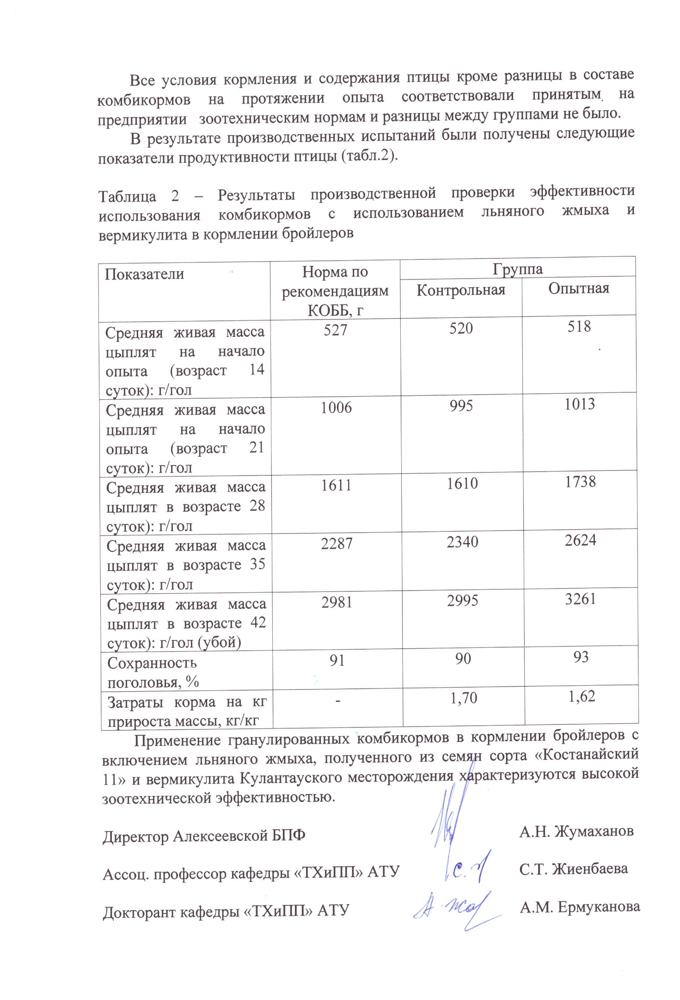 Все условия кормления и содержания птицы кроме разницы в составе
комбикормов на протяжении опыта соответствовали принятым на
предприятии зоотехническим нормам и разницы между группами не было.
В результате производственных испытаний были получены следующие
показатели продуктивности птицы (табл.2).
Таблица 2 – Результаты производственной проверки эффективности
использования комбикормов с использованием льняного жмыха и
вермикулита в кормлении бройлеров
Показатели
Норма по
рекомендациям
КОББ, г
Группа
Контрольная
Опытная
Средняя живая масса
цыплят на начало
опыта (возраст 14
суток): г/гол
527
520
518
Средняя живая масса
цыплят на начало
опыта (возраст 21
суток): г/гол
1006
995
1013
Средняя живая масса
цыплят в возрасте 28
суток): г/гол
1611
1610
1738
Средняя живая масса
цыплят в возрасте 35
суток): г/гол
2287
2340
2624
Средняя живая масса
цыплят в возрасте 42
суток): г/гол (убой)
2981
2995
3261
Сохранность
поголовья, %
91
90
93
Затраты корма на кг
прироста массы, кг/кг
-
1,70
1,62
Применение гранулированных комбикормов в кормлении бройлеров с
включением льняного жмыха, полученного из семян сорта «Костанайский
11» и вермикулита Кулантауского месторождения характеризуются высокой
зоотехнической эффективностью.
Директор Алексеевской БПФ
А.Н. Жумаханов
Ассоц. профессор кафедры «ТХиПП» АТУ
С.Т. Жиенбаева
Докторант кафедры «ТХиПП» АТУ
А.М. Ермуканова